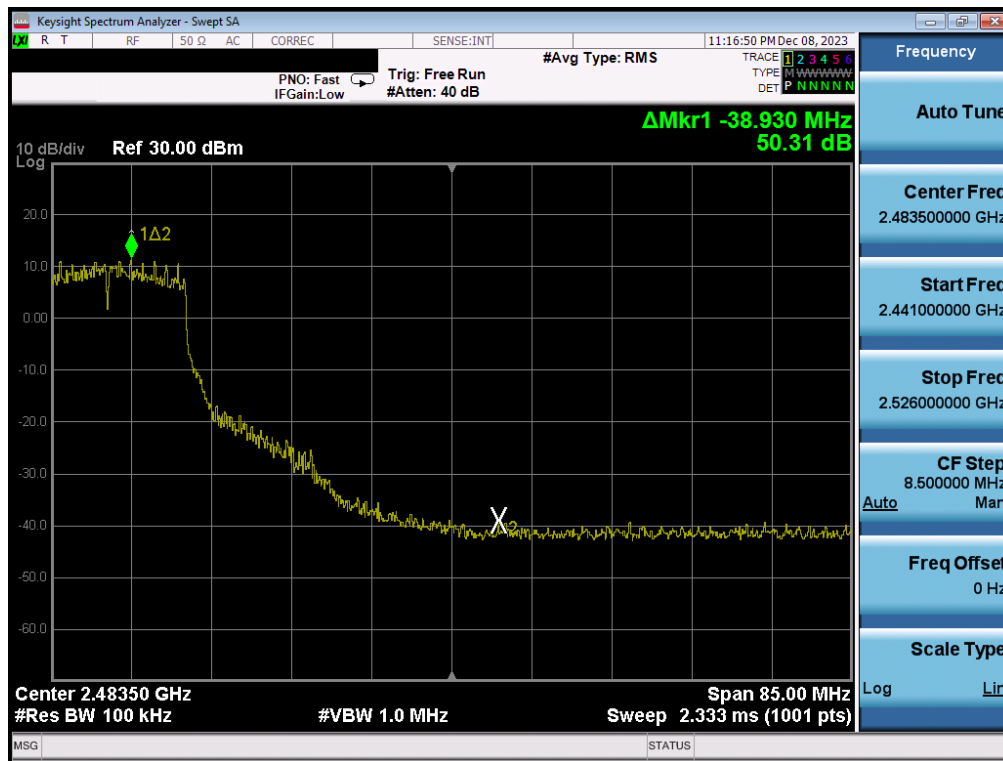 Keysight Spectrum Analyzer - Swept SA
LXI R T RF 50 Ω AC CORREC SENSE:INT 11:16:50 PM Dec 08, 2023
PNO: Fast
IFGain:Low
Trig: Free Run
#Atten: 40 dB
#Avg Type: RMS
TRACE 1 2 3 4 5 6
TYPE M WWWWW
DET P N N N N N
ΔMkr1 -38.930 MHz
50.31 dB
10 dB/div
Log
Ref 30.00 dBm
20.0
10.0
0.00
-10.0
-20.0
-30.0
-40.0
-50.0
-60.0
1Δ2
X2
Center 2.48350 GHz
Span 85.00 MHz
#Res BW 100 kHz
#VBW 1.0 MHz
Sweep 2.333 ms (1001 pts)
MSG
STATUS
Frequency
Auto Tune
Center Freq
2.483500000 GHz
Start Freq
2.441000000 GHz
Stop Freq
2.526000000 GHz
CF Step
8.500000 MHz
Auto Man
Freq Offset
0 Hz
Scale Type
Log Lin